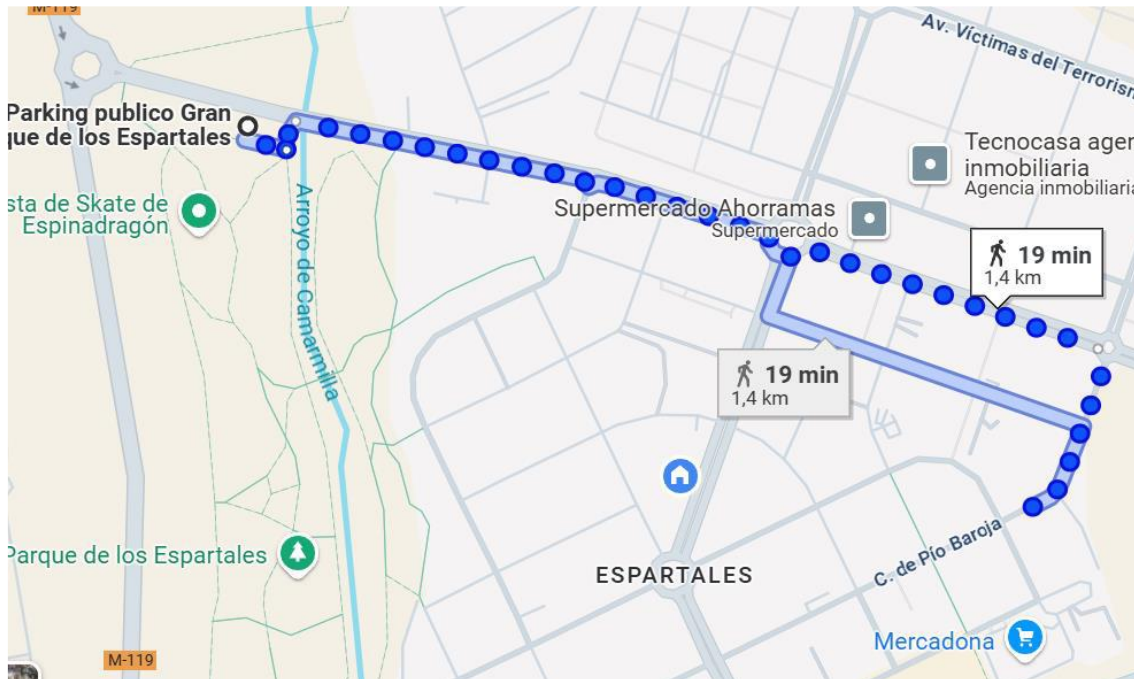 M-119
Av. Víctimas del Terrorism
Parking publico Gran
que de los Espartales
Tecnocasa ager
inmobiliaria
Agencia inmobiliaria
sta de Skate de
Espinadragón
Supermercado Ahorramas
Supermercado
19 min
1,4 km
Arroyo de Camarmilla
19 min
1,4 km
Parque de los Espartales
ESPARTALES
C. de Pío Baroja
Mercadona
M-119